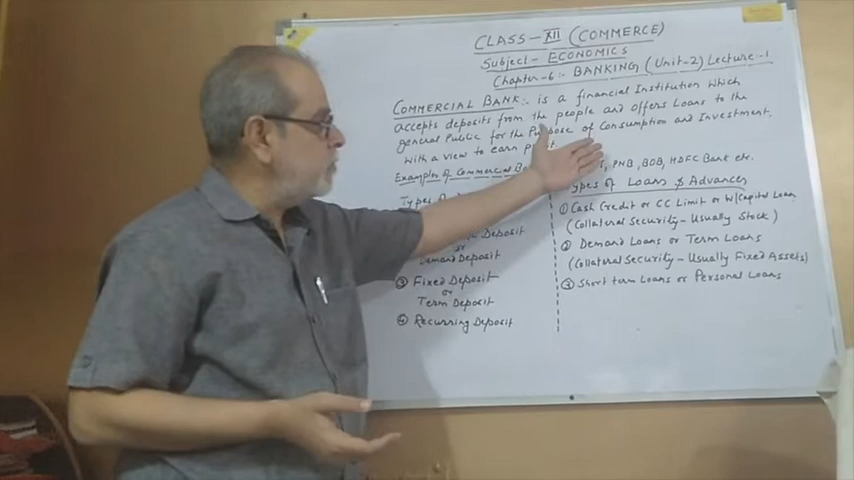 CLASS-XII (COMMERCE)
Subject- ECONOMICS
Chapter-6:- BANKING (Unit-2) Lecture:-1
COMMERCIAL BANK:- is a financial Institution which
accepts deposits from the people and offers Loans to the
general Public for the Purpose of Consumption and Investment.
with a view to earn
Examples of Commercial
PNB, BOB, HDFC Bank etc.
Deposit
or
Demand Deposit
③ Fixed Deposit
or
Term Deposit
④ Recurring Deposit
Types of Loans & Advances
① Cash Credit or CC Limit or W/Capital Loan
(Collateral Security- Usually Stock)
② Demand Loans or Term Loans
(Collateral Security- Usually Fixed Assets)
③ Short term Loans or Personal Loans